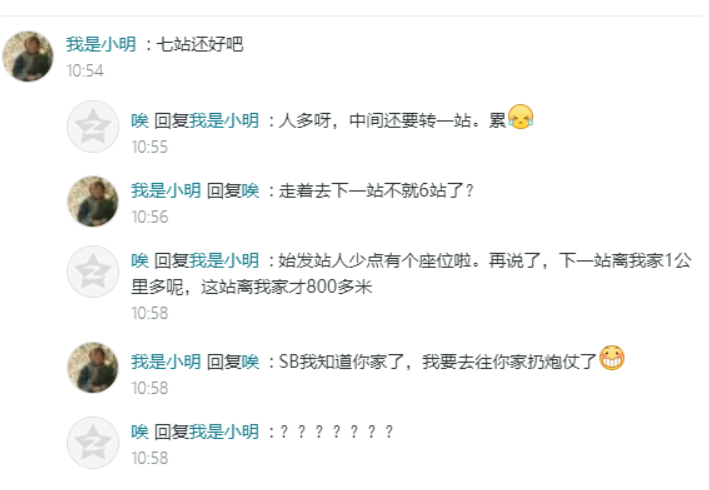 我是小明 ：七站还好吧
10:54
唉 回复我是小明 ：人多呀，中间还要转一站。累
10:55
我是小明 回复唉 ：走着去下一站不就6站了？
10:56
唉 回复我是小明 ：始发站人少点有个座位啦。再说了，下一站离我家1公
里多呢，这站离我家才800多米
10:58
我是小明 回复唉 ：SB我知道你家了，我要去往你家扔炮仗了
10:58
唉 回复我是小明 ：？？？？？？？
10:58